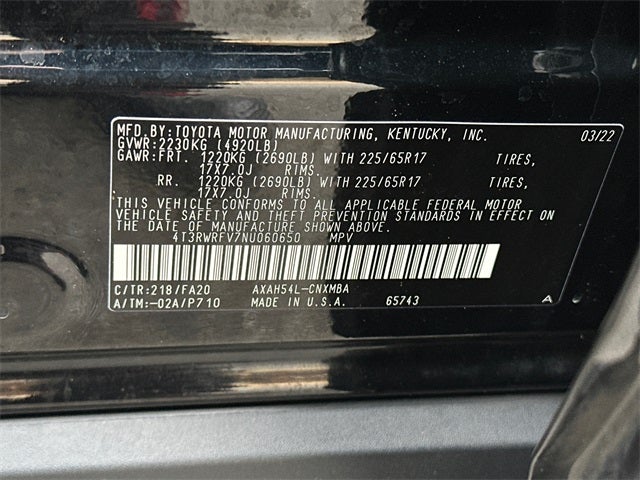 MFD.BY:TOYOTA MOTOR MANUFACTURING, KENTUCKY, INC. 03/22
GVWR:2230KG (4920LB)
GAWR:FRT. 1220KG (2690LB) WITH 225/65R17 TIRES,
17X7.0J RIMS.
RR. 1220KG (2690LB) WITH 225/65R17 TIRES,
17X7.0J RIMS.
THIS VEHICLE CONFORMS TO ALL APPLICABLE FEDERAL MOTOR
VEHICLE SAFETY AND THEFT PREVENTION STANDARDS IN EFFECT ON
THE DATE OF MANUFACTURE SHOWN ABOVE.
4T3RWRFV7NU060650 MPV
C/TR:218/FA20 AXAH54L-CNXMBA
A/TM:-02A/P710 MADE IN U.S.A. 65743 A